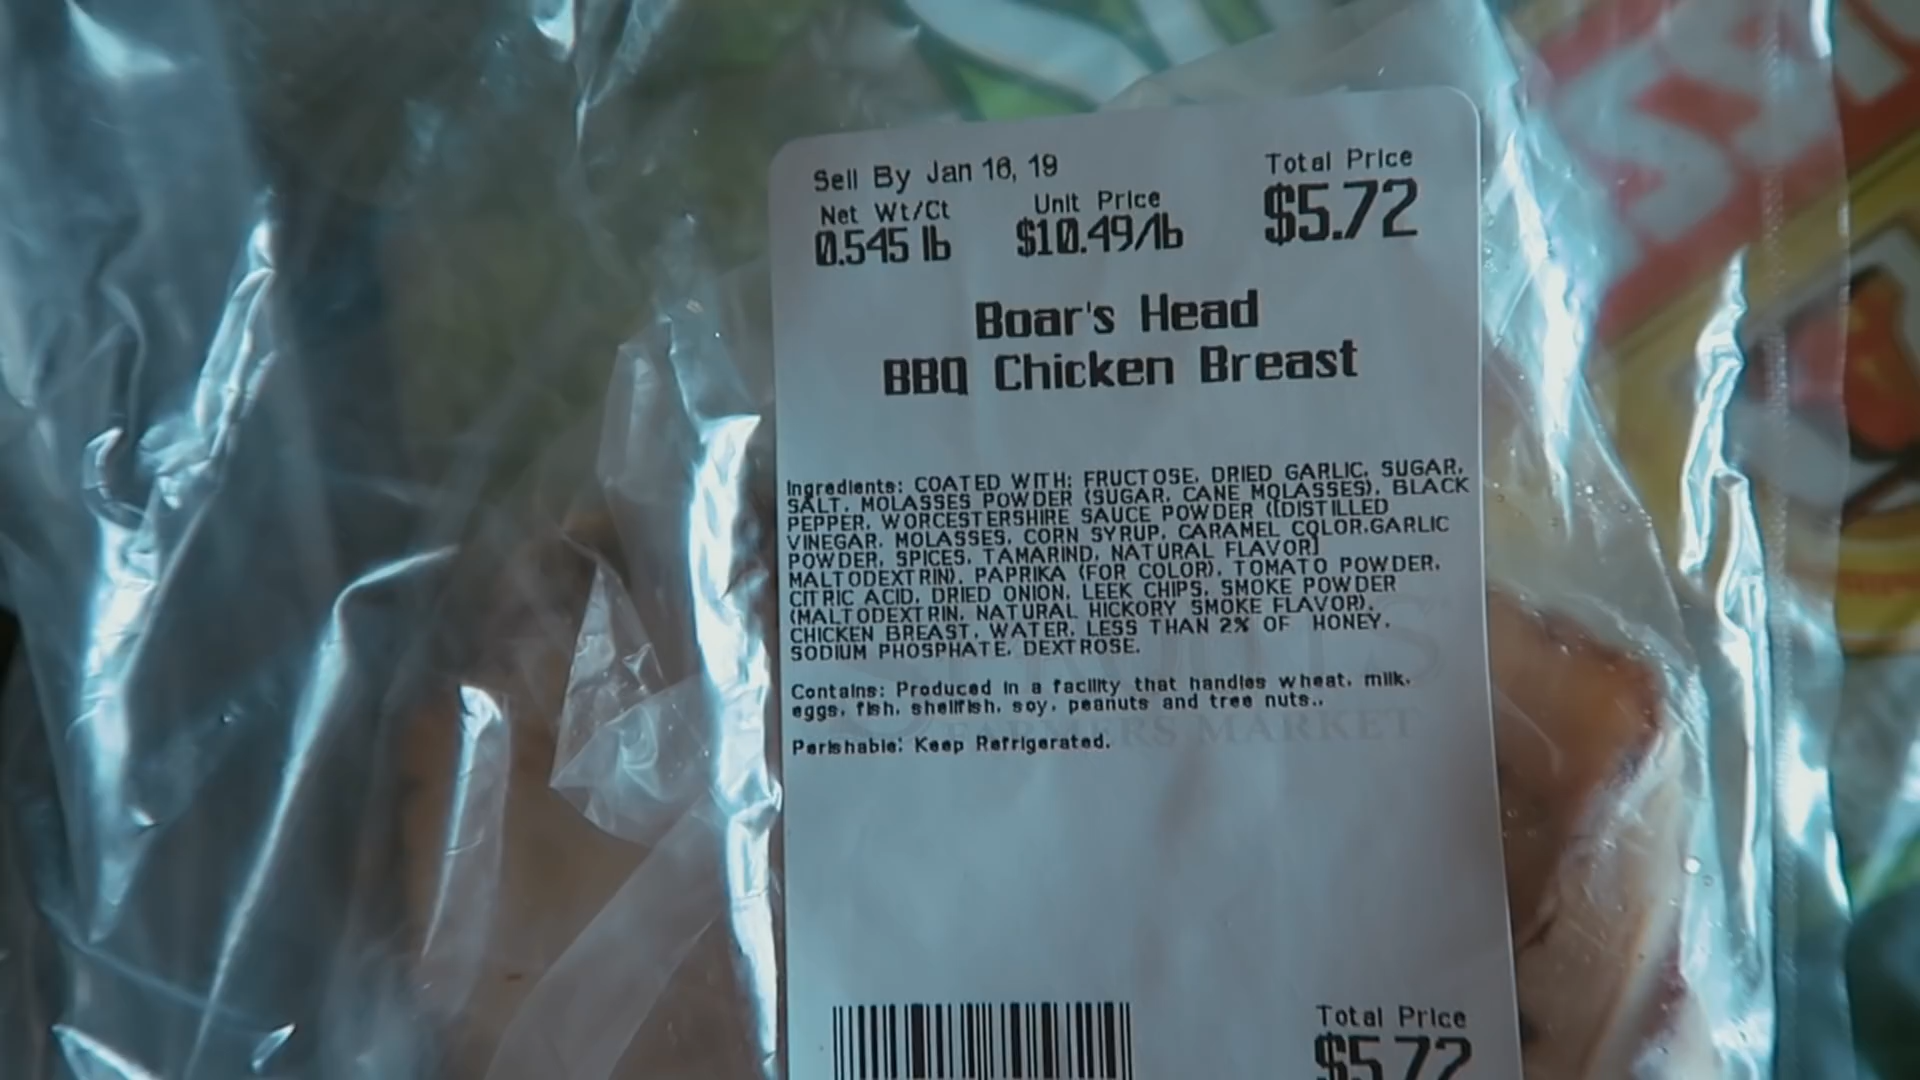 Sell By Jan 16, 19
Net Wt/Ct Unit Price Total Price
0.545 lb $10.49/lb $5.72
Boar's Head
BBQ Chicken Breast
Ingredients: COATED WITH: FRUCTOSE, DRIED GARLIC, SUGAR,
SALT, MOLASSES POWDER (SUGAR, CANE MOLASSES), BLACK
PEPPER, WORCESTERSHIRE SAUCE POWDER ([DISTILLED
VINEGAR, MOLASSES, CORN SYRUP, CARAMEL COLOR,GARLIC
POWDER, SPICES, TAMARIND, NATURAL FLAVOR]
MALTODEXTRIN), PAPRIKA (FOR COLOR), TOMATO POWDER,
CITRIC ACID, DRIED ONION, LEEK CHIPS, SMOKE POWDER
(MALTODEXTRIN, NATURAL HICKORY SMOKE FLAVOR),
CHICKEN BREAST, WATER, LESS THAN 2% OF HONEY,
SODIUM PHOSPHATE, DEXTROSE.
Contains: Produced in a facility that handles wheat, milk,
eggs, fish, shellfish, soy, peanuts and tree nuts..
Perishable: Keep Refrigerated.
MARKET
Total Price
$5.72